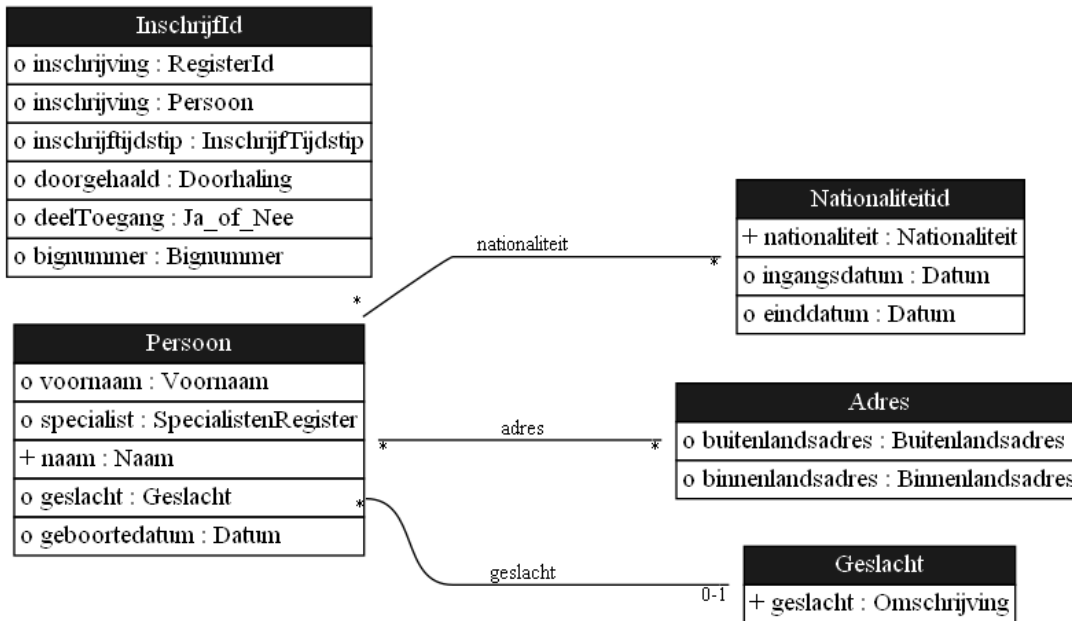 InschrijfId
o inschrijving : RegisterId
o inschrijving : Persoon
o inschrijftijdstip : InschrijfTijdstip
o doorgehaald : Doorhaling
o deelToegang : Ja_of_Nee
o bignummer : Bignummer
Nationaliteitid
+ nationaliteit : Nationaliteit
o ingangsdatum : Datum
o einddatum : Datum
nationaliteit
*
*
Persoon
o voornaam : Voornaam
o specialist : SpecialistenRegister
+ naam : Naam
o geslacht : Geslacht
o geboortedatum : Datum
adres
*
*
Adres
o buitenlandsadres : Buitenlandsadres
o binnenlandsadres : Binnenlandsadres
*
geslacht
0-1
Geslacht
+ geslacht : Omschrijving